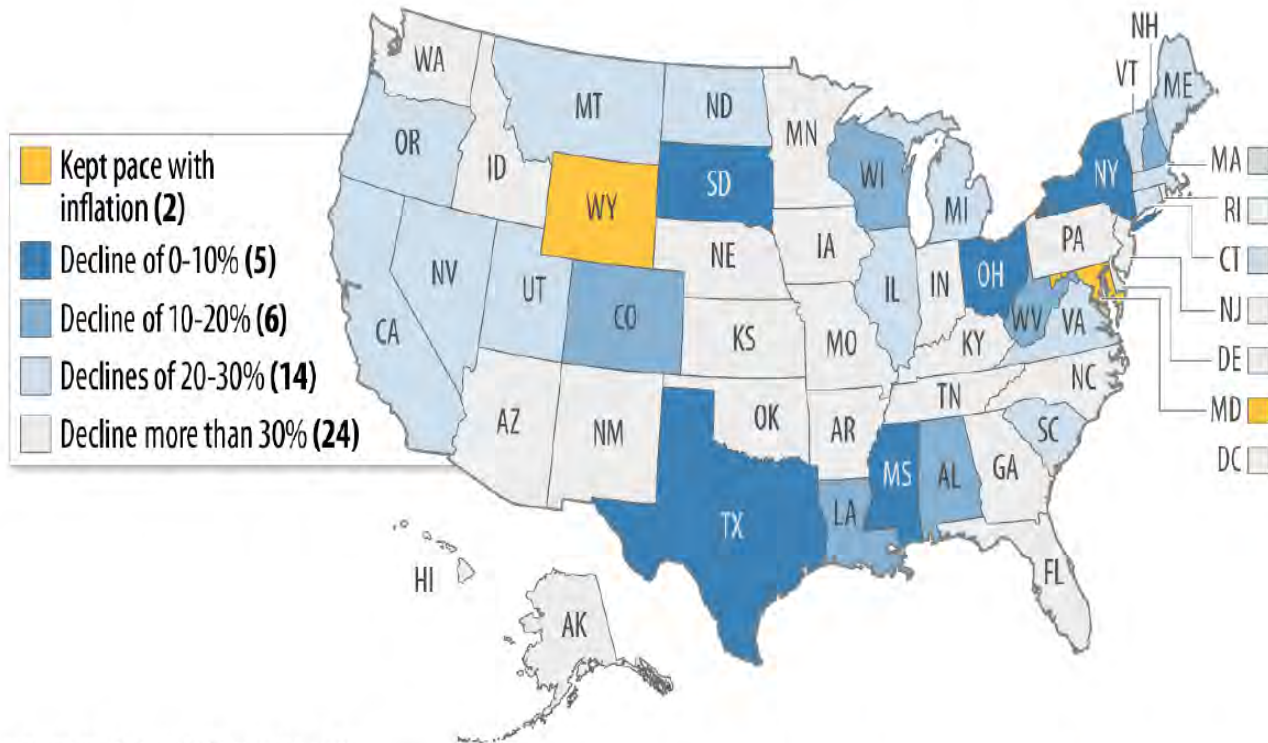 Kept pace with
inflation (2)
Decline of 0-10% (5)
Decline of 10-20% (6)
Declines of 20-30% (14)
Decline more than 30% (24)
NH
WA
VT
ME
MT
ND
MN
OR
MA
ID
WI
NY
SD
RI
WY
MI
PA
IA
CT
NE
NV
OH
IL
IN
UT
NJ
CO
WV
VA
CA
KS
MO
KY
DE
NC
TN
MD
AZ
OK
NM
AR
SC
DC
MS
AL
GA
LA
TX
FL
HI
AK